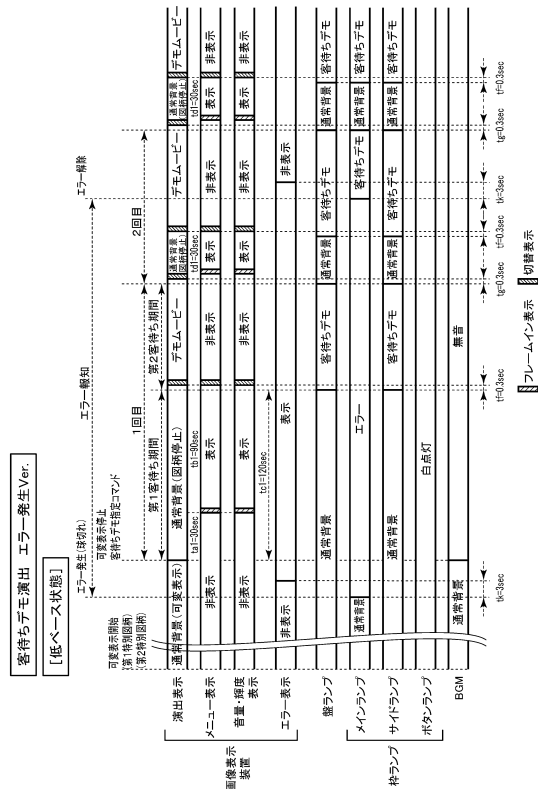 客待ちデモ演出 エラー発生Ver.
[低ベース状態]
エラー報知
エラー発生(球切れ)
エラー解除
可変表示開始
(第1特別図柄)
(第2特別図柄)
可変表示停止
客待ちデモ指定コマンド
1回目
2回目
第1客待ち期間
第2客待ち期間
画像表示装置
演出表示
通常背景(可変表示)
通常背景(図柄停止)
デモムービー
通常背景
(図柄停止)
デモムービー
通常背景
(図柄停止)
デモムービー
ta1=30sec
tb1=90sec
td1=30sec
td1=30sec
メニュー表示
非表示
表示
非表示
表示
非表示
表示
非表示
音量・輝度
表示
非表示
表示
非表示
表示
非表示
表示
非表示
tc1=120sec
エラー表示
非表示
表示
非表示
盤ランプ
通常背景
客待ちデモ
通常背景
客待ちデモ
通常背景
客待ちデモ
枠ランプ
メインランプ
通常背景
エラー
客待ちデモ
通常背景
客待ちデモ
サイドランプ
通常背景
客待ちデモ
通常背景
客待ちデモ
通常背景
客待ちデモ
ボタンランプ
白点灯
BGM
通常背景
無音
tk=3sec
tf=0.3sec
tg=0.3sec
tf=0.3sec
tk=3sec
tg=0.3sec
tf=0.3sec
フレームイン表示
切替表示